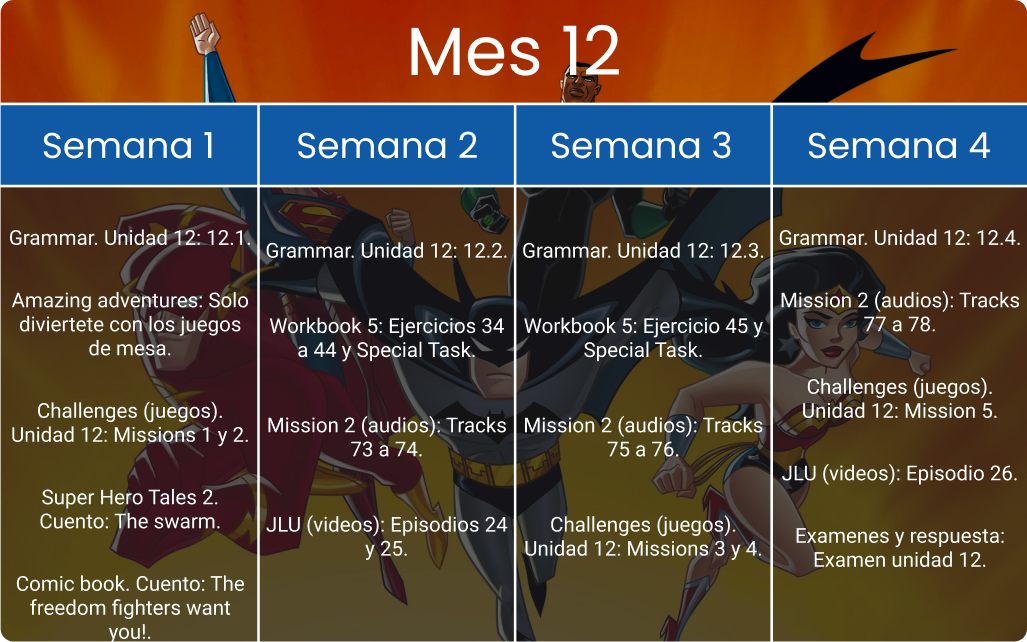 Mes 12
Semana 1
Semana 2
Semana 3
Semana 4
Grammar. Unidad 12: 12.1.
Amazing adventures: Solo
diviertete con los juegos
de mesa.
Challenges (juegos).
Unidad 12: Missions 1 y 2.
Super Hero Tales 2.
Cuento: The swarm.
Comic book. Cuento: The
freedom fighters want
you!.
Grammar. Unidad 12: 12.2.
Workbook 5: Ejercicios 34
a 44 y Special Task.
Mission 2 (audios): Tracks
73 a 74.
JLU (videos): Episodios 24
y 25.
Grammar. Unidad 12: 12.3.
Workbook 5: Ejercicio 45 y
Special Task.
Mission 2 (audios): Tracks
75 a 76.
Challenges (juegos).
Unidad 12: Missions 3 y 4.
Grammar. Unidad 12: 12.4.
Mission 2 (audios): Tracks
77 a 78.
Challenges (juegos).
Unidad 12: Mission 5.
JLU (videos): Episodio 26.
Examenes y respuesta:
Examen unidad 12.